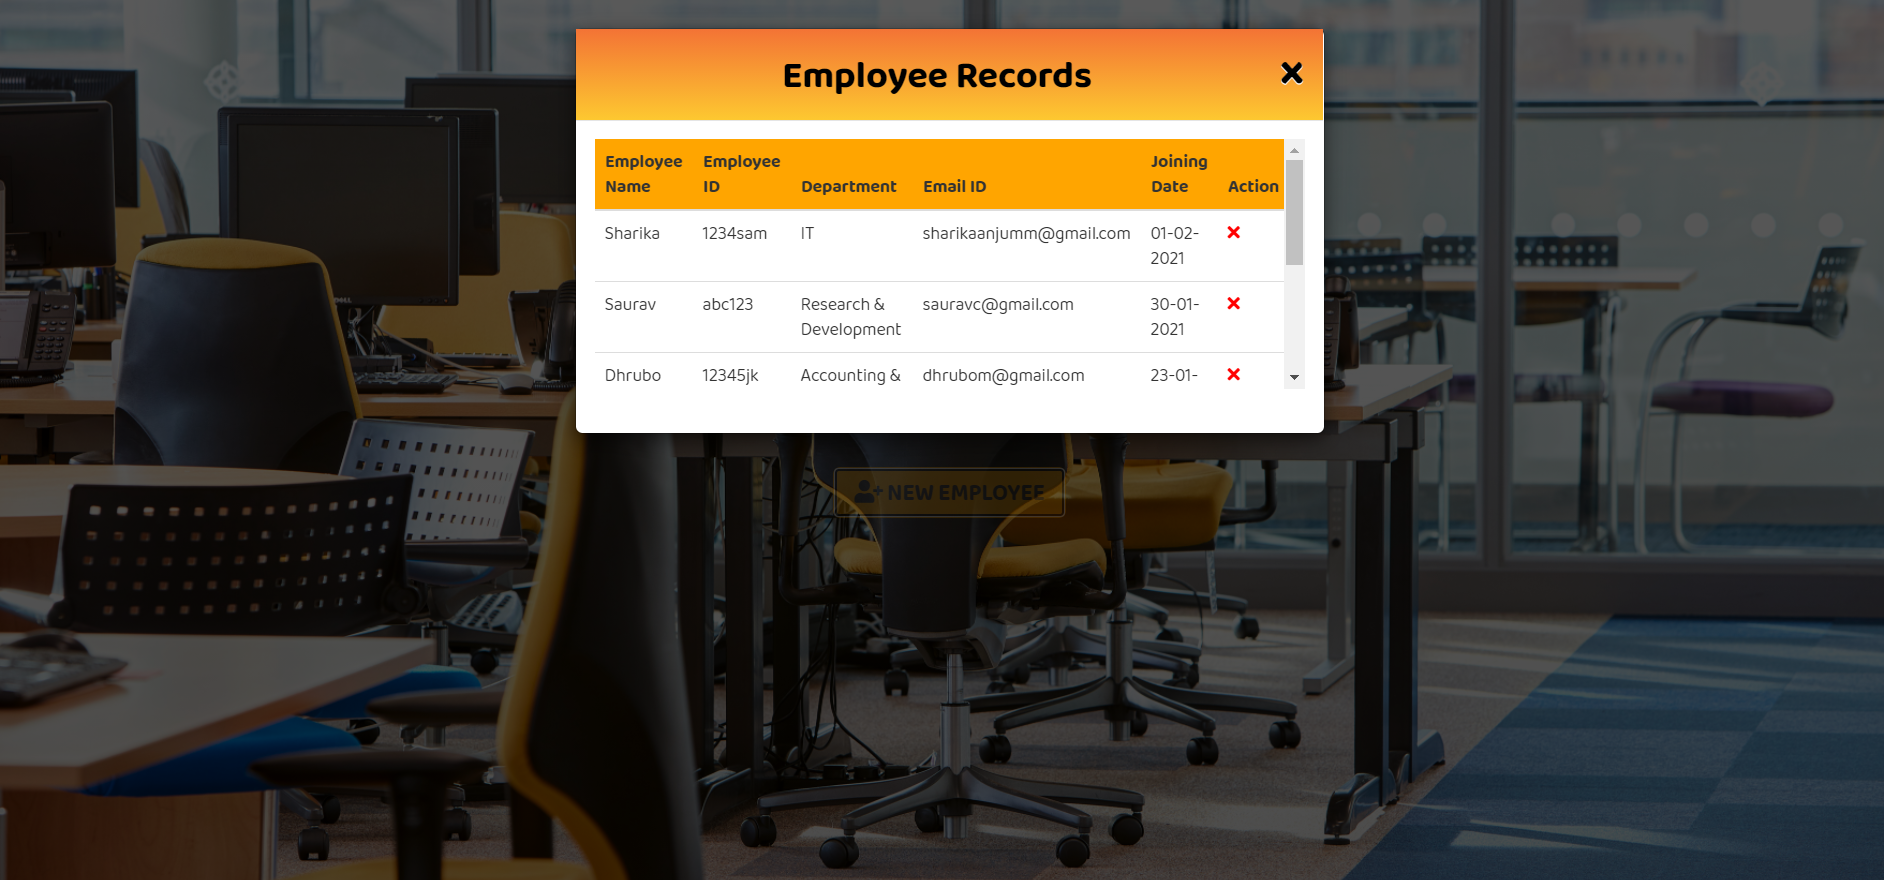 Employee Records
Employee Name Employee ID Department Email ID Joining Date Action
Sharika 1234sam IT sharikaanjumm@gmail.com 01-02-2021
Saurav abc123 Research & Development sauravc@gmail.com 30-01-2021
Dhrubo 12345jk Accounting & dhrubom@gmail.com 23-01-
NEW EMPLOYEE
DELL